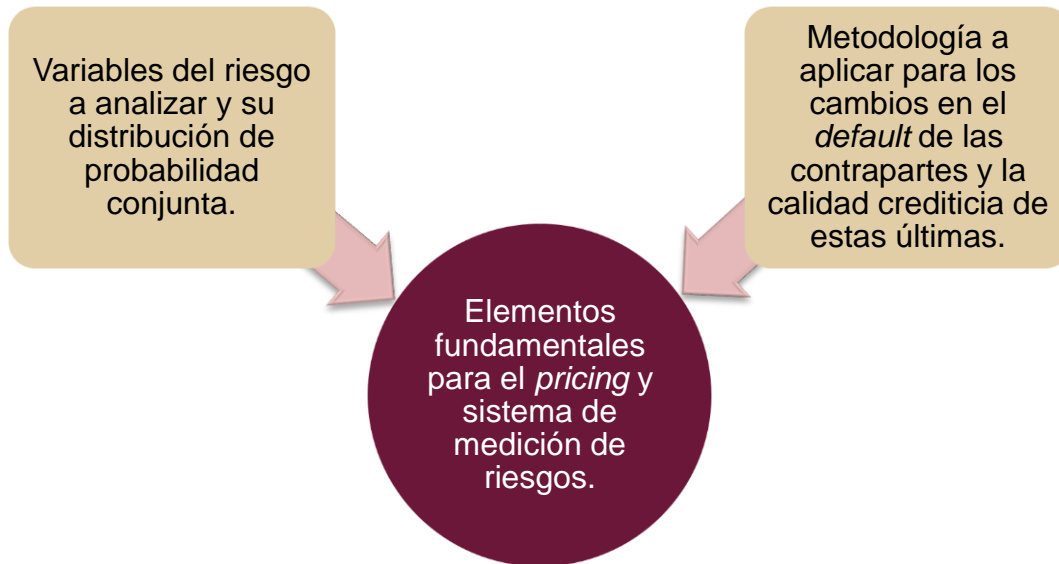 Variables del riesgo
a analizar y su
distribución de
probabilidad
conjunta.
Metodología a
aplicar para los
cambios en el
default de las
contrapartes y la
calidad crediticia de
estas últimas.
Elementos
fundamentales
para el pricing y
sistema de
medición de
riesgos.